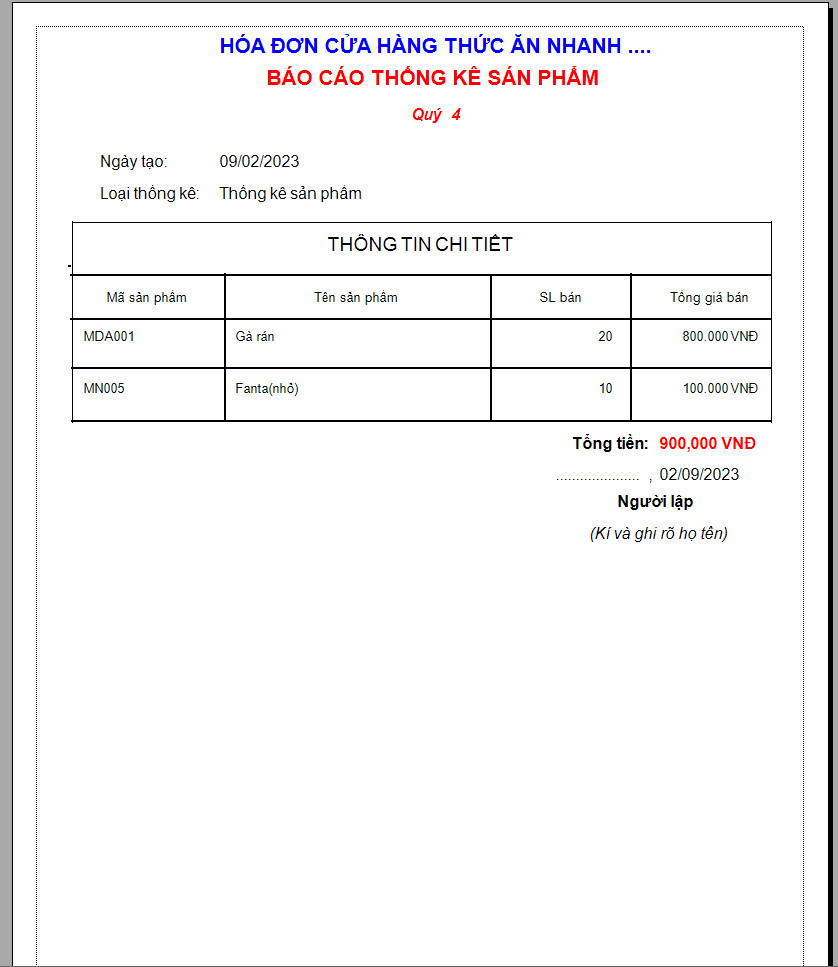 HÓA ĐƠN CỬA HÀNG THỨC ĂN NHANH ....
BÁO CÁO THỐNG KÊ SẢN PHẨM
Quý 4
Ngày tạo: 09/02/2023
Loại thống kê: Thống kê sản phẩm
THÔNG TIN CHI TIẾT
Mã sản phẩm Tên sản phẩm SL bán Tổng giá bán
MDA001 Gà rán 20 800.000 VNĐ
MN005 Fanta(nhỏ) 10 100.000 VNĐ
Tổng tiền: 900,000 VNĐ
..................... , 02/09/2023
Người lập
(Kí và ghi rõ họ tên)